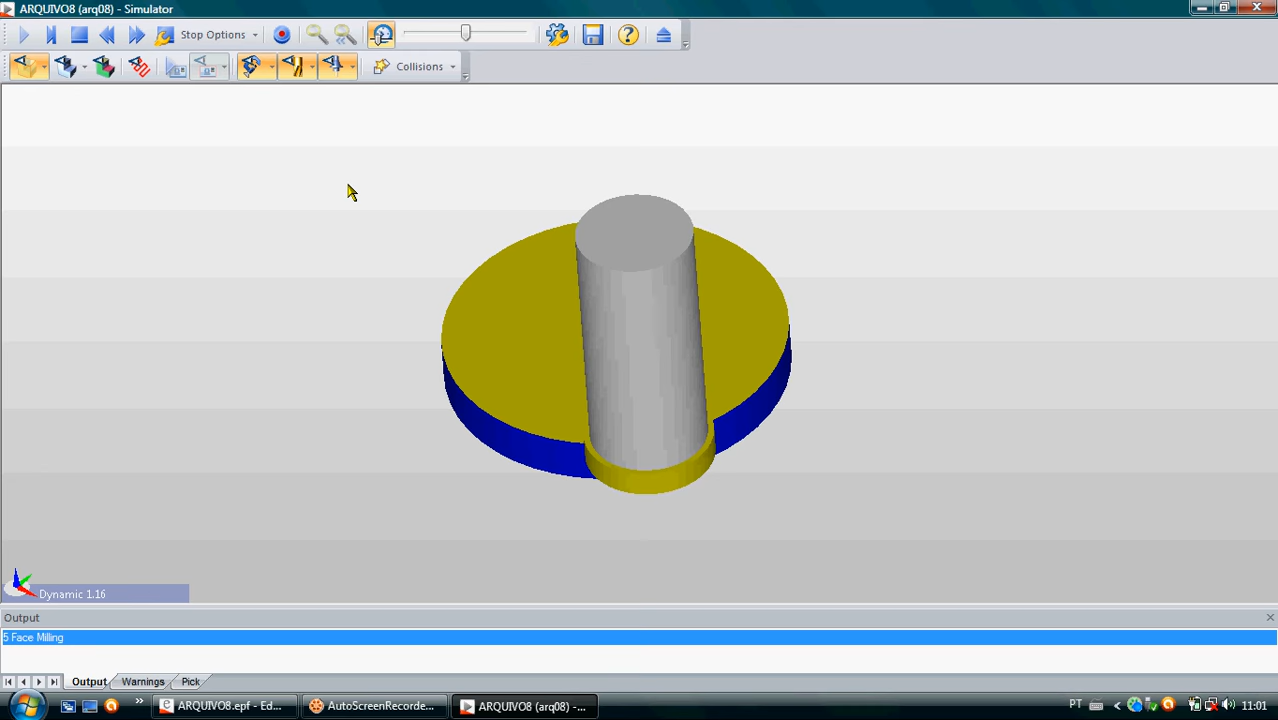 ARQUIVO8 (arq08) - Simulator
Stop Options
Collisions
Dynamic 1.16
Output
5 Face Milling
Output Warnings Pick
ARQUIVO8.epf - Ed... AutoScreenRecorde... ARQUIVO8 (arq08) -... PT 11:01